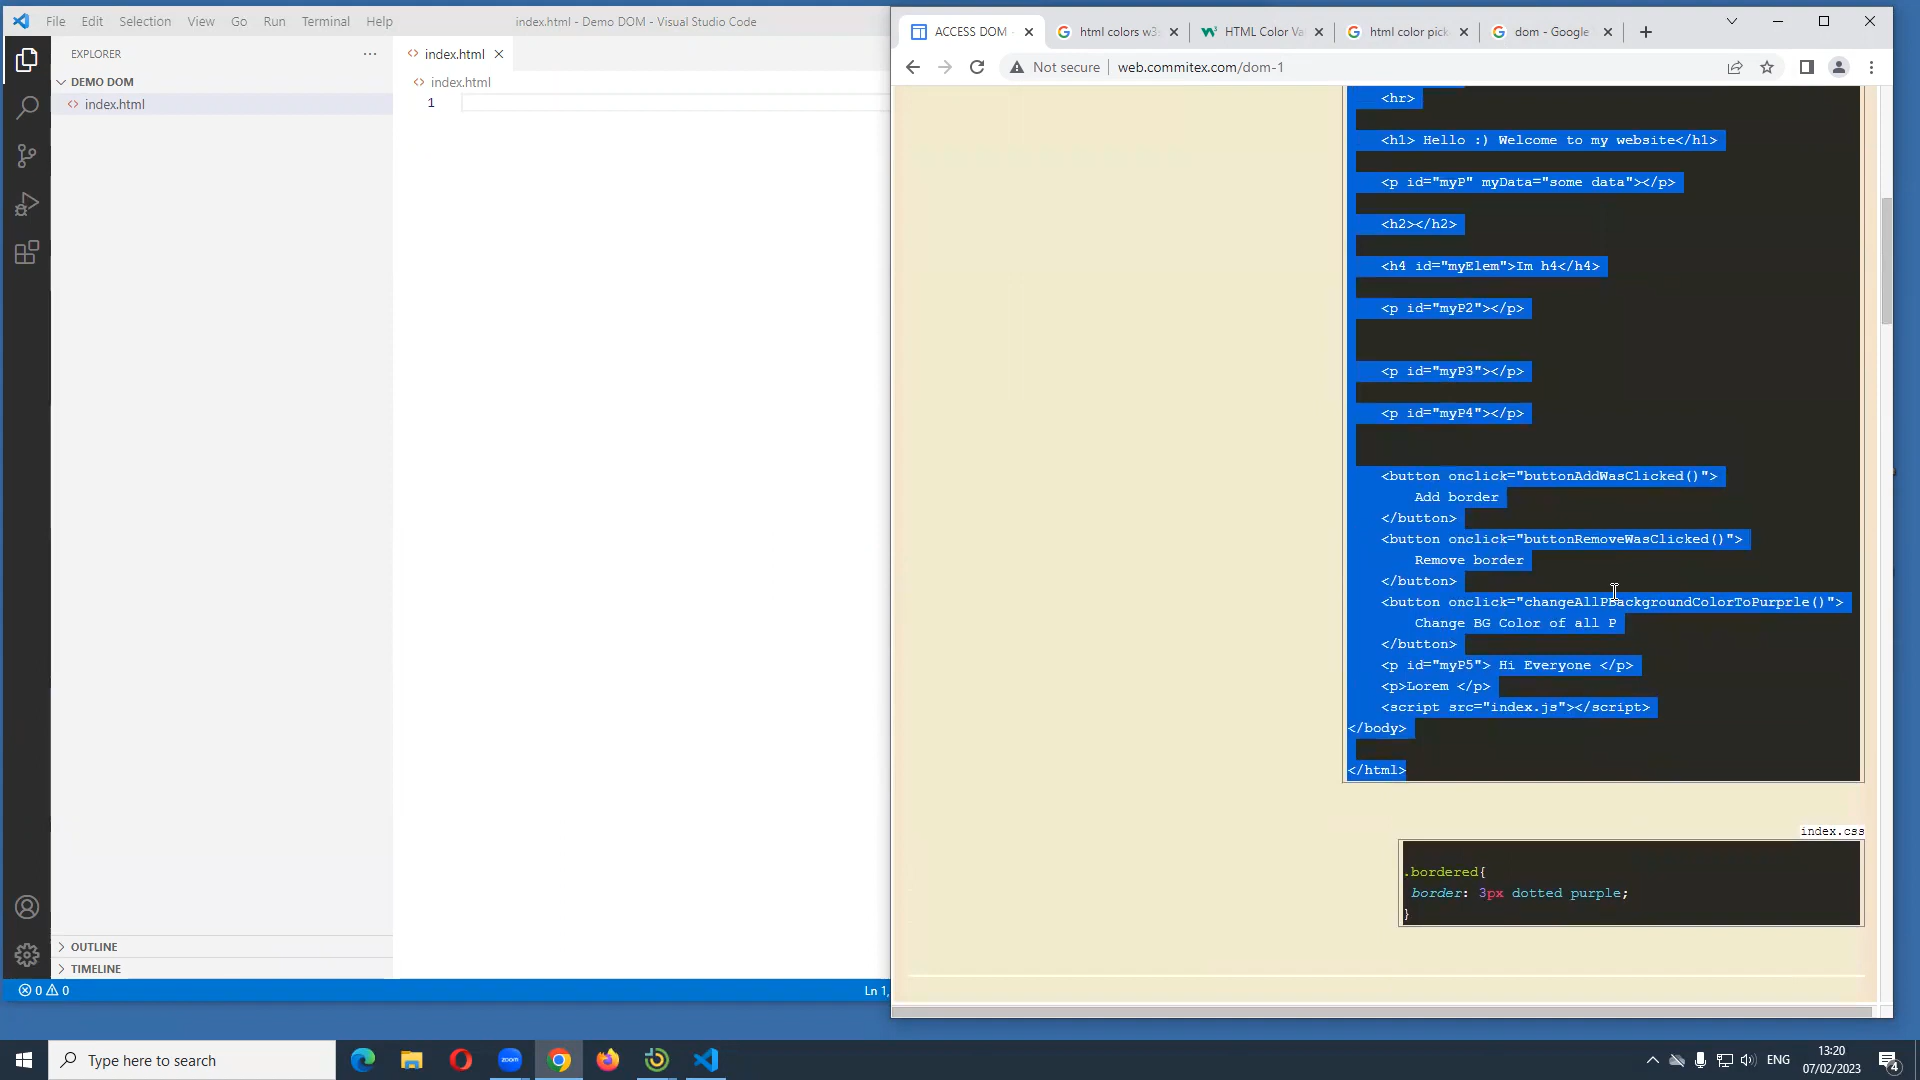 File Edit Selection View Go Run Terminal Help
index.html - Demo DOM - Visual Studio Code
EXPLORER
DEMO DOM
index.html
OUTLINE
TIMELINE
index.html
index.html
1
0 0
Ln 1,
ACCESS DOM
html colors w3
HTML Color Va
html color pick
dom - Google
Not secure
web.commitex.com/dom-1
<hr>
<h1> Hello :) Welcome to my website</h1>
<p id="myP" myData="some data"></p>
<h2></h2>
<h4 id="myElem">Im h4</h4>
<p id="myP2"></p>
<p id="myP3"></p>
<p id="myP4"></p>
<button onclick="buttonAddWasClicked()">
Add border
</button>
<button onclick="buttonRemoveWasClicked()">
Remove border
</button>
<button onclick="changeAllPBackgroundColorToPurprle()">
Change BG Color of all P
</button>
<p id="myP5"> Hi Everyone </p>
<p>Lorem </p>
<script src="index.js"></script>
</body>
</html>
index.css
.bordered{
border: 3px dotted purple;
}
Type here to search
zoom
ENG
13:20
07/02/2023
4